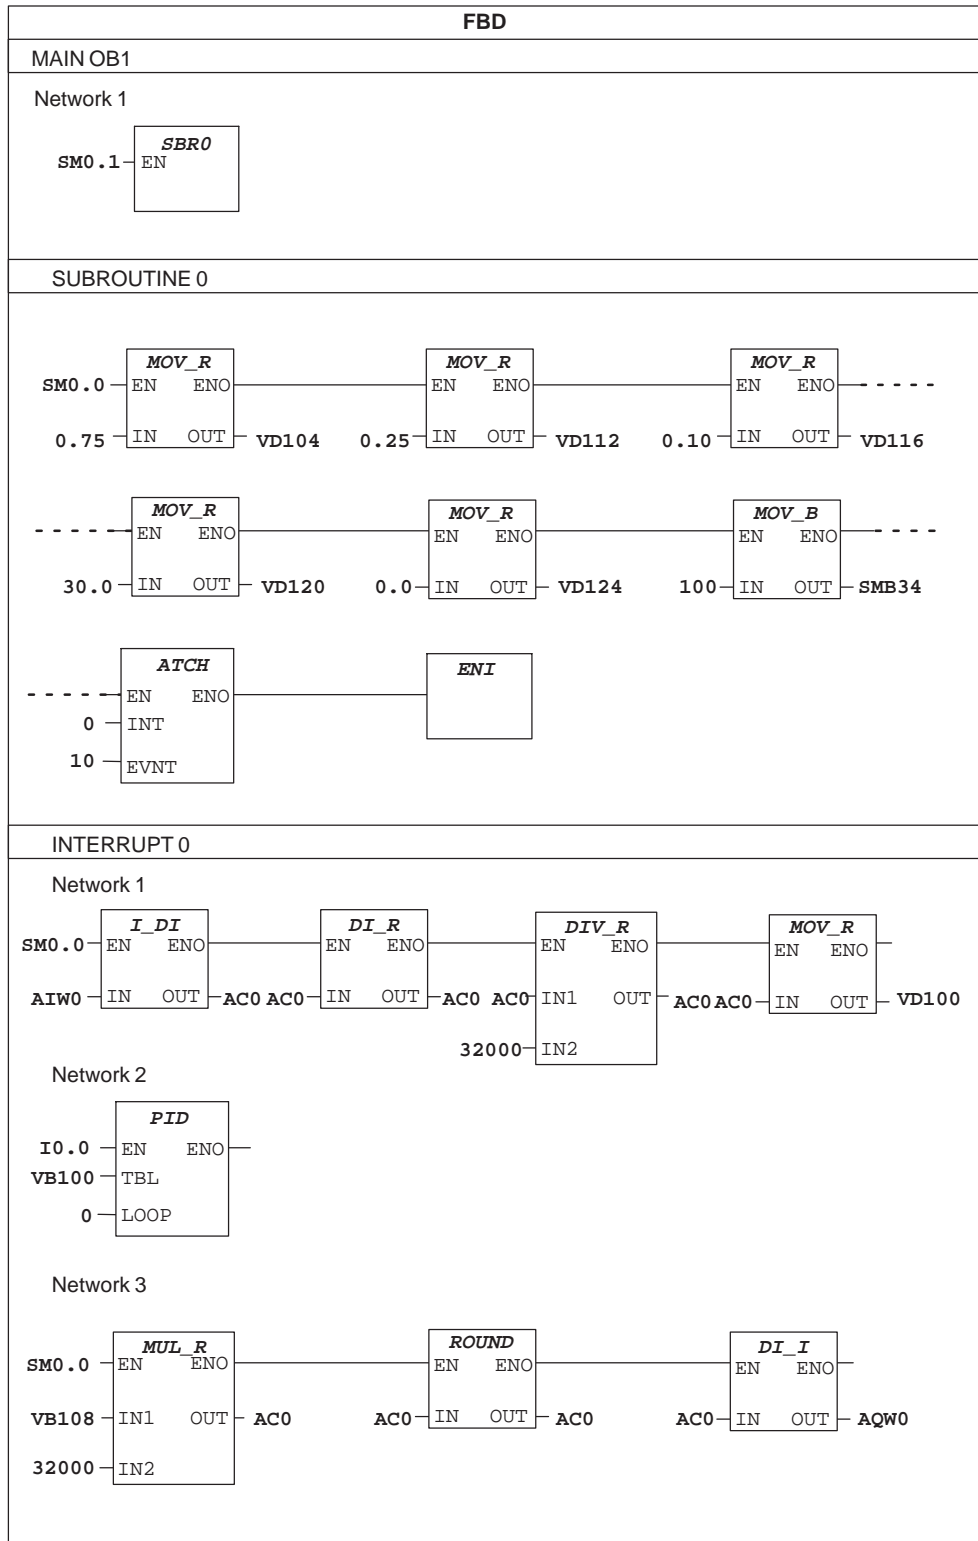 FBD
MAIN OB1
Network 1
SBR0
SM0.1 EN
SUBROUTINE 0
MOV_R MOV_R MOV_R
SM0.0 EN ENO EN ENO EN ENO
0.75 IN OUT VD104 0.25 IN OUT VD112 0.10 IN OUT VD116
MOV_R MOV_R MOV_B
EN ENO EN ENO EN ENO
30.0 IN OUT VD120 0.0 IN OUT VD124 100 IN OUT SMB34
ATCH ENI
EN ENO
0 INT
10 EVNT
INTERRUPT 0
Network 1
I_DI DI_R DIV_R MOV_R
SM0.0 EN ENO EN ENO EN ENO EN ENO
AIW0 IN OUT AC0 AC0 IN OUT AC0 AC0 IN1 OUT AC0 AC0 IN OUT VD100
32000 IN2
Network 2
PID
I0.0 EN ENO
VB100 TBL
0 LOOP
Network 3
MUL_R ROUND DI_I
SM0.0 EN ENO EN ENO EN ENO
VB108 IN1 OUT AC0 AC0 IN OUT AC0 AC0 IN OUT AQW0
32000 IN2